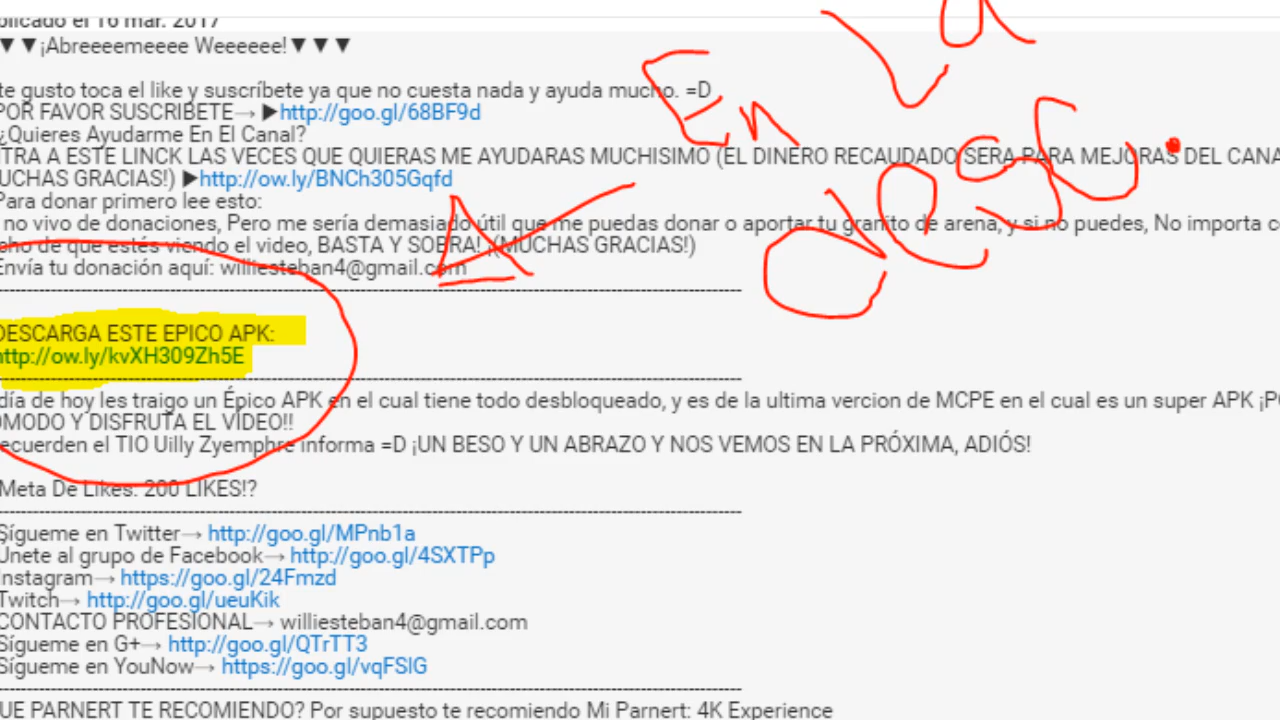 blicado el 16 mar. 2017
▼▼¡Abreeeemeeee Weeeeee!▼▼▼
te gusto toca el like y suscríbete ya que no cuesta nada y ayuda mucho. =D
POR FAVOR SUSCRIBETE→ ▶http://goo.gl/68BF9d
¿Quieres Ayudarme En El Canal?
TRA A ESTE LINCK LAS VECES QUE QUIERAS ME AYUDARAS MUCHISIMO (EL DINERO RECAUDADO SERA PARA MEJORAS DEL CANA
UCHAS GRACIAS!) ▶http://ow.ly/BNCh305Gqfd
Para donar primero lee esto:
no vivo de donaciones, Pero me sería demasiado útil que me puedas donar o aportar tu granito de arena, y si no puedes, No importa c
cho de que estés viendo el video, BASTA Y SOBRA! ¡(MUCHAS GRACIAS!)
Envía tu donación aquí: williesteban4@gmail.com
DESCARGA ESTE EPICO APK:
http://ow.ly/kvXH309Zh5E
día de hoy les traigo un Épico APK en el cual tiene todo desbloqueado, y es de la ultima vercion de MCPE en el cual es un super APK ¡P
OMODO Y DISFRUTA EL VÍDEO!!
ecuerden el TIO Uilly Zyemphre informa =D ¡UN BESO Y UN ABRAZO Y NOS VEMOS EN LA PRÓXIMA, ADIÓS!
Meta De Likes: 200 LIKES!?
Sígueme en Twitter→ http://goo.gl/MPnb1a
Únete al grupo de Facebook→ http://goo.gl/4SXTPp
Instagram→ https://goo.gl/24Fmzd
Twitch→ http://goo.gl/ueuKik
CONTACTO PROFESIONAL→ williesteban4@gmail.com
Sígueme en G+→ http://goo.gl/QTrTT3
Sígueme en YouNow→ https://goo.gl/vqFSlG
UE PARNERT TE RECOMIENDO? Por supuesto te recomiendo Mi Parnert: 4K Experience
En La
desc.